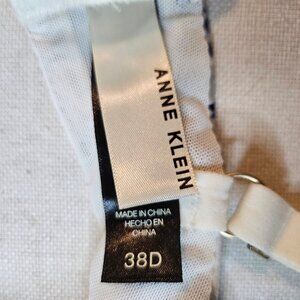 ANNE KLEIN
MADE IN CHINA
HECHO EN
CHINA
38D